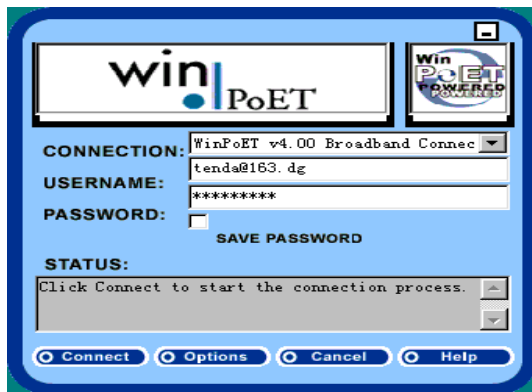 win PoET
Win PoET POWERED
CONNECTION: WinPoET v4.00 Broadband Connec
USERNAME: tenda@163.dg
PASSWORD: *********
SAVE PASSWORD
STATUS:
Click Connect to start the connection process.
Connect Options Cancel Help